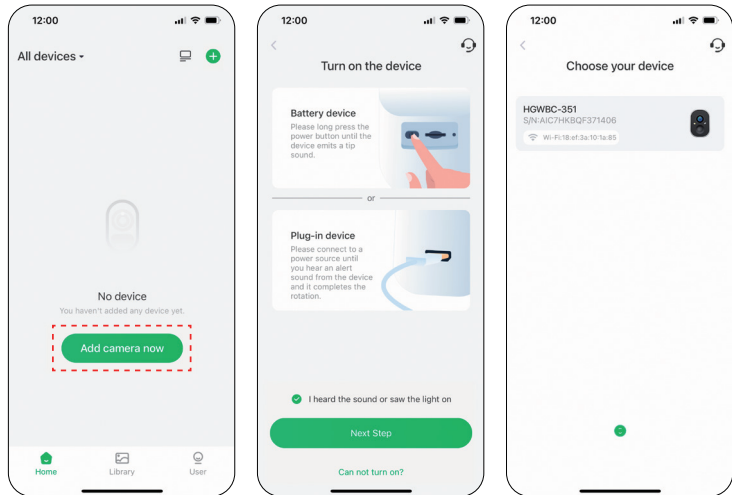 12:00
All devices
No device
You haven't added any device yet.
Add camera now
Home
Library
User
12:00
Turn on the device
Battery device
Please long press the
power button until the
device emits a tip
sound.
or
Plug-in device
Please connect to a
power source until
you hear an alert
sound from the device
and it completes the
rotation.
I heard the sound or saw the light on
Next Step
Can not turn on?
12:00
Choose your device
HGWBC-351
S/N:AIC7HKBQF371406
Wi-Fi:18:ef:3a:10:1a:85